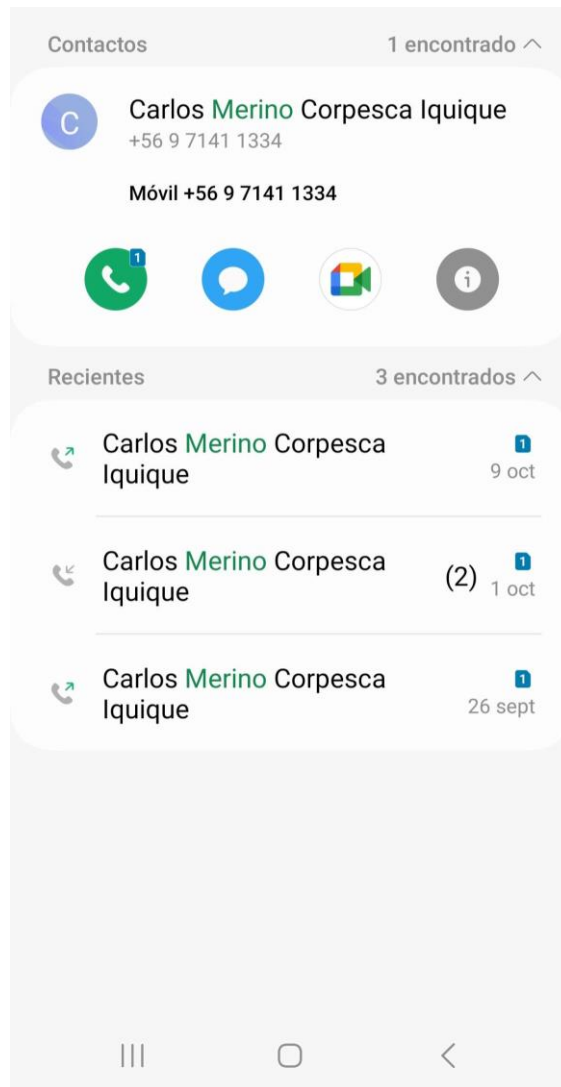 Contactos 1 encontrado
C
Carlos Merino Corpesca Iquique
+56 9 7141 1334
Móvil +56 9 7141 1334
1
Recientes 3 encontrados
Carlos Merino Corpesca
Iquique
1
9 oct
Carlos Merino Corpesca
Iquique
(2)
1
1 oct
Carlos Merino Corpesca
Iquique
1
26 sept